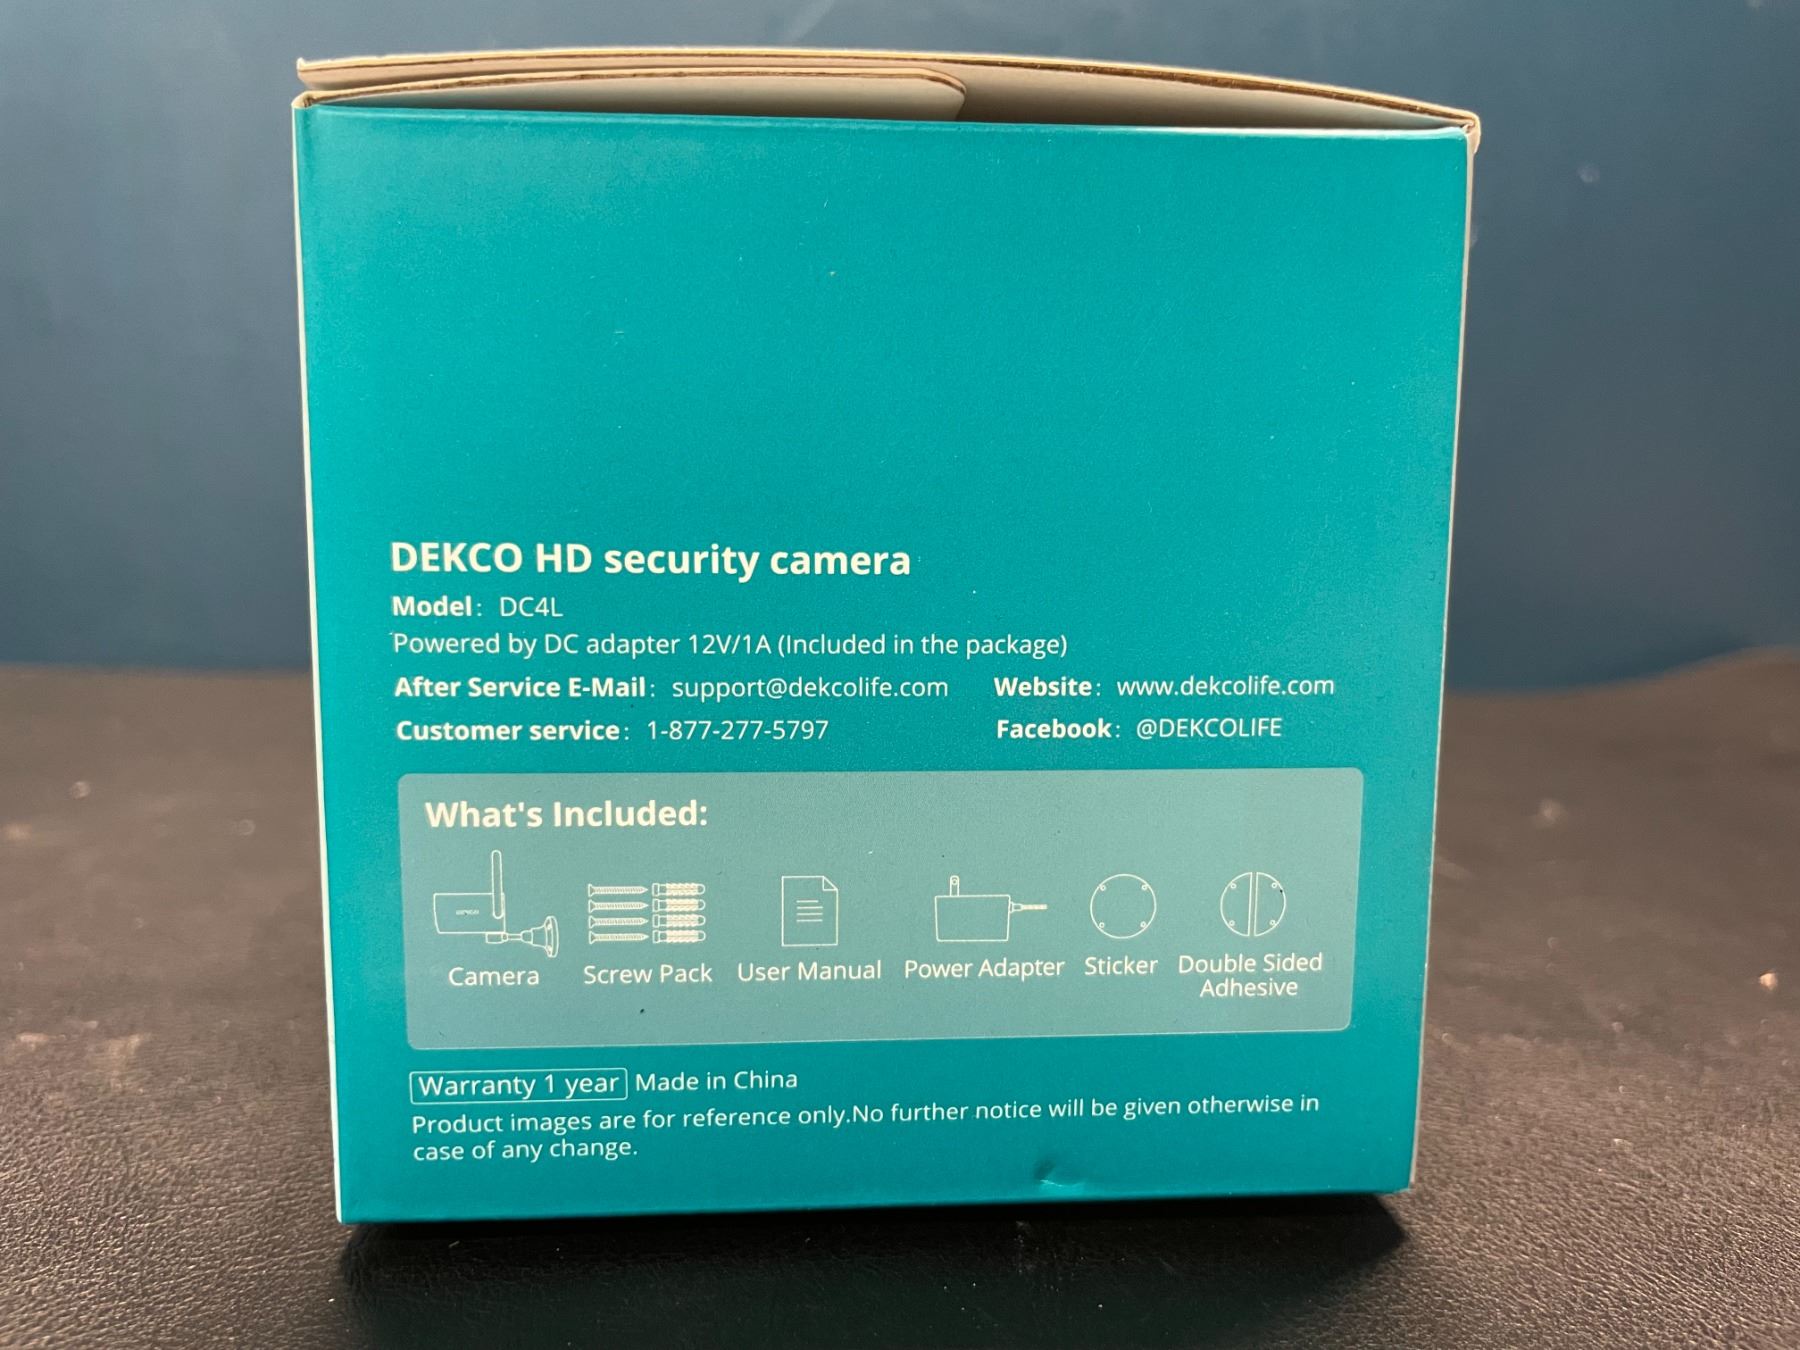 DEKCO HD security camera
Model: DC4L
Powered by DC adapter 12V/1A (Included in the package)
After Service E-Mail: support@dekcolife.com Website: www.dekcolife.com
Customer service: 1-877-277-5797 Facebook: @DEKCOLIFE
What's Included:
DEKCO
Camera Screw Pack User Manual Power Adapter Sticker Double Sided
Adhesive
Warranty 1 year Made in China
Product images are for reference only.No further notice will be given otherwise in
case of any change.